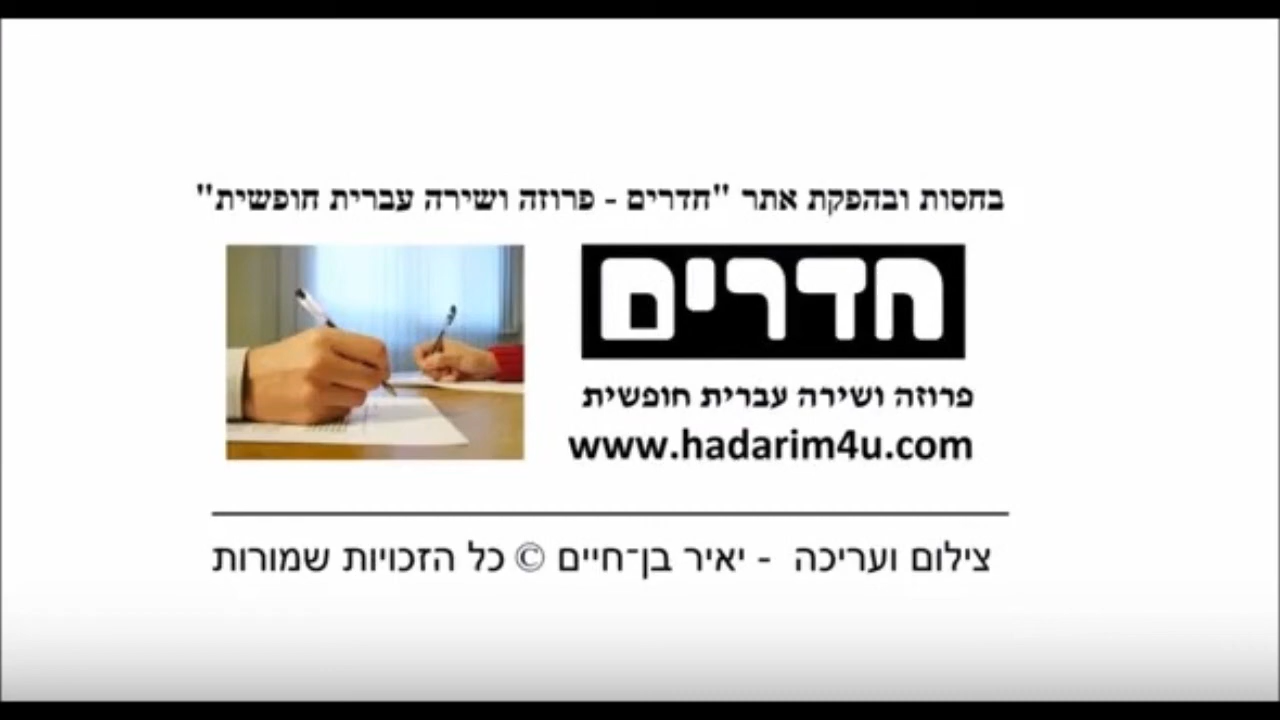 בחסות ובהפקת אתר "חדרים - פרוזה ושירה עברית חופשית"
חדרים
פרוזה ושירה עברית חופשית
www.hadarim4u.com
צילום ועריכה - יאיר בן־חיים © כל הזכויות שמורות